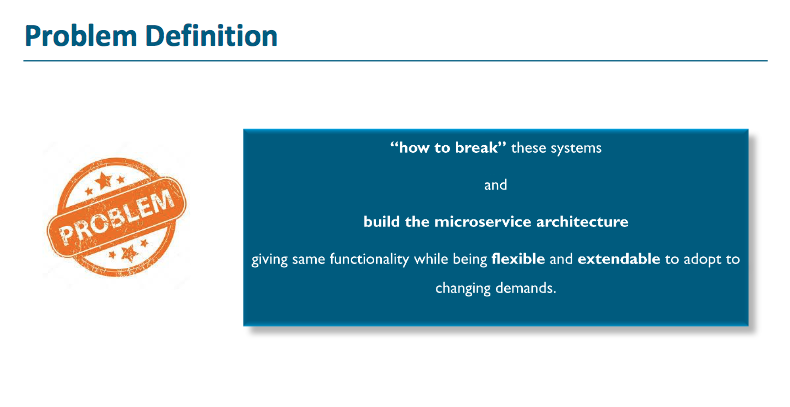 Problem Definition
PROBLEM
“how to break” these systems
and
build the microservice architecture
giving same functionality while being flexible and extendable to adopt to
changing demands.